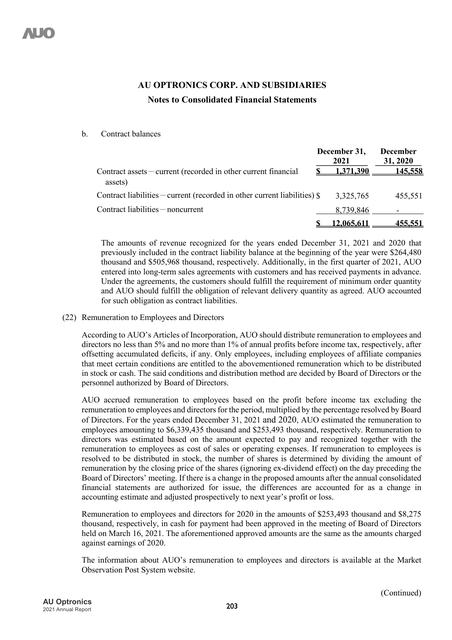 AUO
AU OPTRONICS CORP. AND SUBSIDIARIES
Notes to Consolidated Financial Statements
b. Contract balances
December 31, 2021 December 31, 2020
Contract assets – current (recorded in other current financial assets) $ 1,371,390 145,558
Contract liabilities – current (recorded in other current liabilities) $ 3,325,765 455,551
Contract liabilities – noncurrent 8,739,846 -
$ 12,065,611 455,551
The amounts of revenue recognized for the years ended December 31, 2021 and 2020 that
previously included in the contract liability balance at the beginning of the year were $264,480
thousand and $505,968 thousand, respectively. Additionally, in the first quarter of 2021, AUO
entered into long-term sales agreements with customers and has received payments in advance.
Under the agreements, the customers should fulfill the requirement of minimum order quantity
and AUO should fulfill the obligation of relevant delivery quantity as agreed. AUO accounted
for such obligation as contract liabilities.
(22) Remuneration to Employees and Directors
According to AUO's Articles of Incorporation, AUO should distribute remuneration to employees and
directors no less than 5% and no more than 1% of annual profits before income tax, respectively, after
offsetting accumulated deficits, if any. Only employees, including employees of affiliate companies
that meet certain conditions are entitled to the abovementioned remuneration which to be distributed
in stock or cash. The said conditions and distribution method are decided by Board of Directors or the
personnel authorized by Board of Directors.
AUO accrued remuneration to employees based on the profit before income tax excluding the
remuneration to employees and directors for the period, multiplied by the percentage resolved by Board
of Directors. For the years ended December 31, 2021 and 2020, AUO estimated the remuneration to
employees amounting to $6,339,435 thousand and $253,493 thousand, respectively. Remuneration to
directors was estimated based on the amount expected to pay and recognized together with the
remuneration to employees as cost of sales or operating expenses. If remuneration to employees is
resolved to be distributed in stock, the number of shares is determined by dividing the amount of
remuneration by the closing price of the shares (ignoring ex-dividend effect) on the day preceding the
Board of Directors' meeting. If there is a change in the proposed amounts after the annual consolidated
financial statements are authorized for issue, the differences are accounted for as a change in
accounting estimate and adjusted prospectively to next year's profit or loss.
Remuneration to employees and directors for 2020 in the amounts of $253,493 thousand and $8,275
thousand, respectively, in cash for payment had been approved in the meeting of Board of Directors
held on March 16, 2021. The aforementioned approved amounts are the same as the amounts charged
against earnings of 2020.
The information about AUO's remuneration to employees and directors is available at the Market
Observation Post System website.
(Continued)
AU Optronics
2021 Annual Report
203